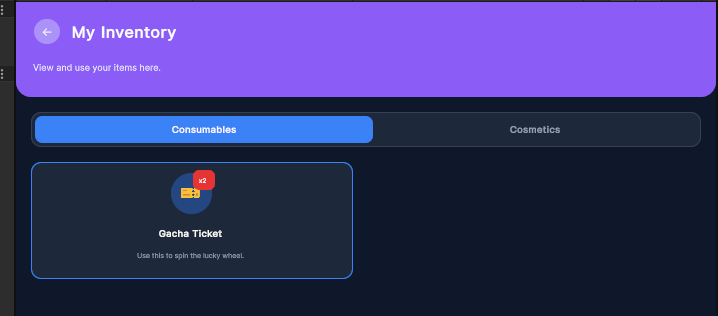 My Inventory
View and use your items here.
Consumables
Cosmetics
x2
Gacha Ticket
Use this to spin the lucky wheel.